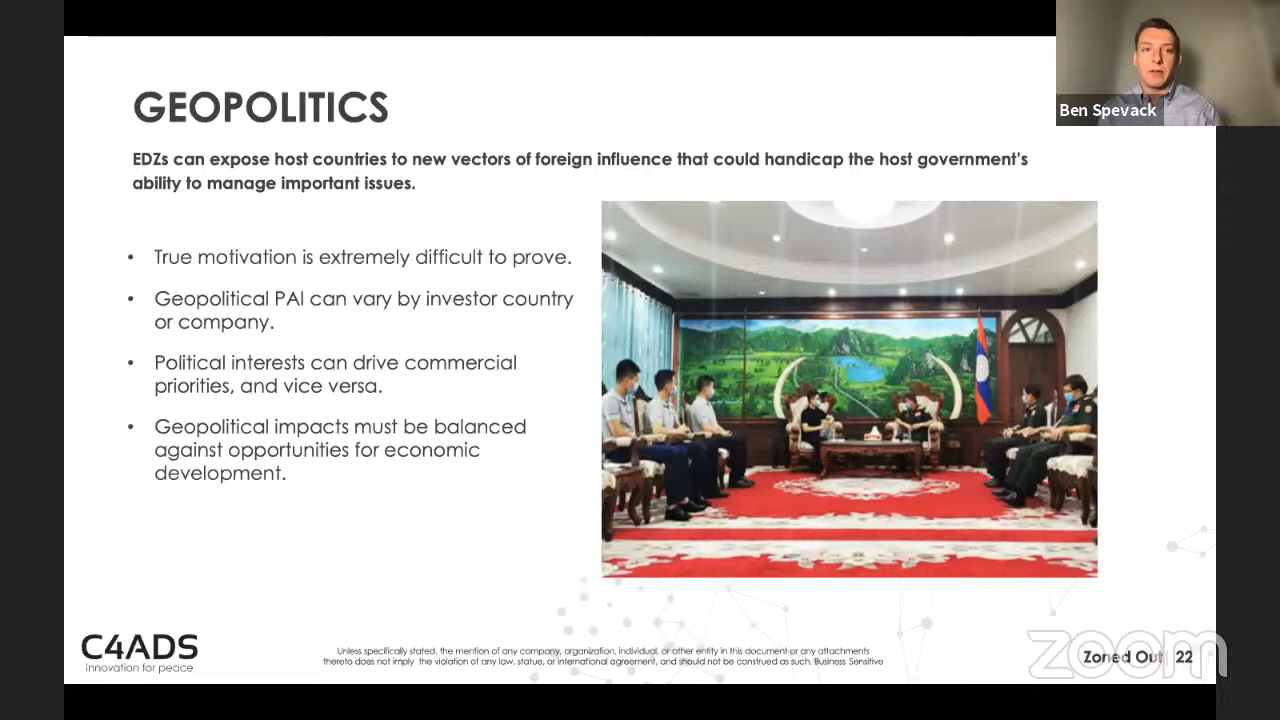 Ben Spevack
GEOPOLITICS
EDZs can expose host countries to new vectors of foreign influence that could handicap the host government's
ability to manage important issues.
• True motivation is extremely difficult to prove.
• Geopolitical PAI can vary by investor country
or company.
• Political interests can drive commercial
priorities, and vice versa.
• Geopolitical impacts must be balanced
against opportunities for economic
development.
C4ADS
innovation for peace
Unless specifically stated, the mention of any company, organization, individual, or other entity in this document or any attachments
thereto does not imply the violation of any law, statue, or international agreement, and should not be construed as such. Business Sensitive
Zoned Out| 22
zoom